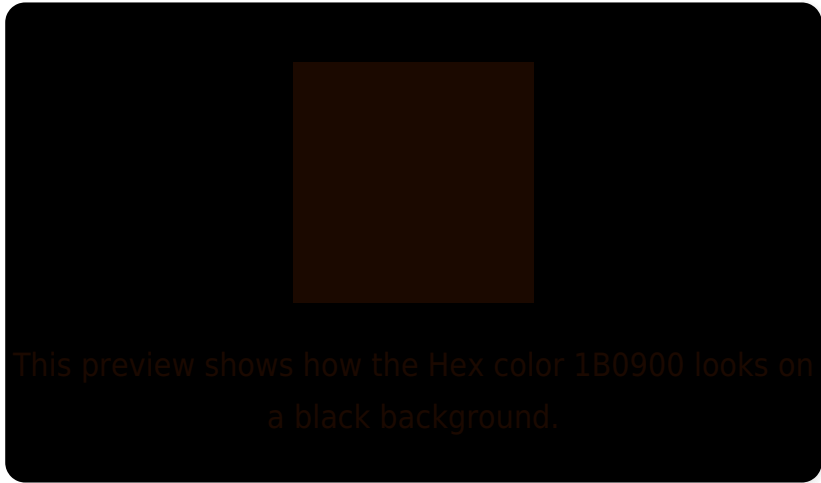 This preview shows how the Hex color 1B0900 looks on
a black background.